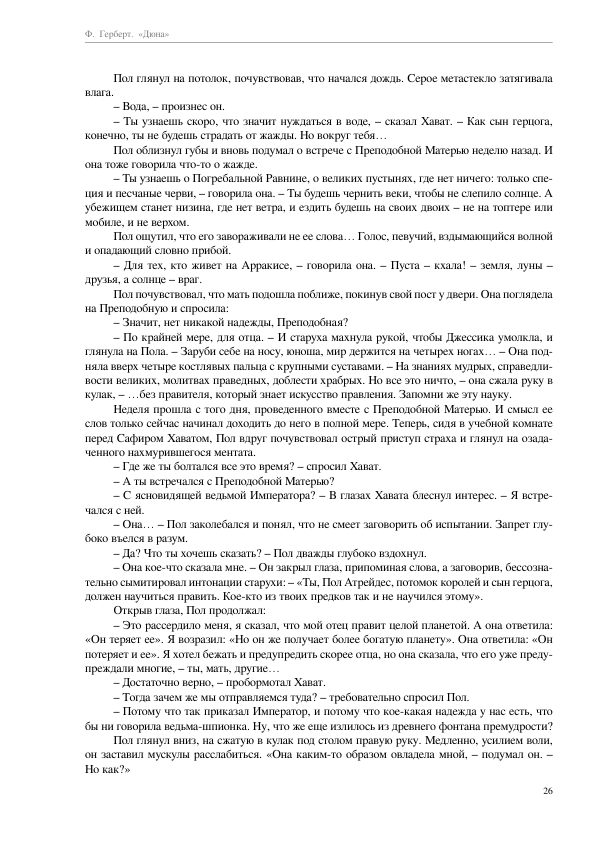 Ф. Герберт. «Дюна»
Пол глянул на потолок, почувствовав, что начался дождь. Серое метастекло затягивала
влага.
– Вода, – произнес он.
– Ты узнаешь скоро, что значит нуждаться в воде, – сказал Хават. – Как сын герцога,
конечно, ты не будешь страдать от жажды. Но вокруг тебя…
Пол облизнул губы и вновь подумал о встрече с Преподобной Матерью неделю назад. И
она тоже говорила что-то о жажде.
– Ты узнаешь о Погребальной Равнине, о великих пустынях, где нет ничего: только спе-
ция и песчаные черви, – говорила она. – Ты будешь чернить веки, чтобы не слепило солнце. А
убежищем станет низина, где нет ветра, и ездить будешь на своих двоих – не на топтере или
мобиле, и не верхом.
Пол ощутил, что его завораживали не ее слова… Голос, певучий, вздымающийся волной
и опадающий словно прибой.
– Для тех, кто живет на Арракисе, – говорила она. – Пуста – кхала! – земля, луны –
друзья, а солнце – враг.
Пол почувствовал, что мать подошла поближе, покинув свой пост у двери. Она поглядела
на Преподобную и спросила:
– Значит, нет никакой надежды, Преподобная?
– По крайней мере, для отца. – И старуха махнула рукой, чтобы Джессика умолкла, и
глянула на Пола. – Заруби себе на носу, юноша, мир держится на четырех ногах… – Она под-
няла вверх четыре костлявых пальца с крупными суставами. – На знаниях мудрых, справедли-
вости великих, молитвах праведных, доблести храбрых. Но все это ничто, – она сжала руку в
кулак, – …без правителя, который знает искусство правления. Запомни же эту науку.
Неделя прошла с того дня, проведенного вместе с Преподобной Матерью. И смысл ее
слов только сейчас начинал доходить до него в полной мере. Теперь, сидя в учебной комнате
перед Сафиром Хаватом, Пол вдруг почувствовал острый приступ страха и глянул на озада-
ченного нахмурившегося ментата.
– Где же ты болтался все это время? – спросил Хават.
– А ты встречался с Преподобной Матерью?
– С ясновидящей ведьмой Императора? – В глазах Хавата блеснул интерес. – Я встре-
чался с ней.
– Она… – Пол заколебался и понял, что не смеет заговорить об испытании. Запрет глу-
боко въелся в разум.
– Да? Что ты хочешь сказать? – Пол дважды глубоко вздохнул.
– Она кое-что сказала мне. – Он закрыл глаза, припоминая слова, а заговорив, бессозна-
тельно сымитировал интонации старухи: – «Ты, Пол Атрейдес, потомок королей и сын герцога,
должен научиться править. Кое-кто из твоих предков так и не научился этому».
Открыв глаза, Пол продолжал:
– Это рассердило меня, я сказал, что мой отец правит целой планетой. А она ответила:
«Он теряет ее». Я возразил: «Но он же получает более богатую планету». Она ответила: «Он
потеряет и ее». Я хотел бежать и предупредить скорее отца, но она сказала, что его уже преду-
преждали многие, – ты, мать, другие…
– Достаточно верно, – пробормотал Хават.
– Тогда зачем же мы отправляемся туда? – требовательно спросил Пол.
– Потому что так приказал Император, и потому что кое-какая надежда у нас есть, что
бы ни говорила ведьма-шпионка. Ну, что же еще излилось из древнего фонтана премудрости?
Пол глянул вниз, на сжатую в кулак под столом правую руку. Медленно, усилием воли,
он заставил мускулы расслабиться. «Она каким-то образом овладела мной, – подумал он. –
Но как?»
26